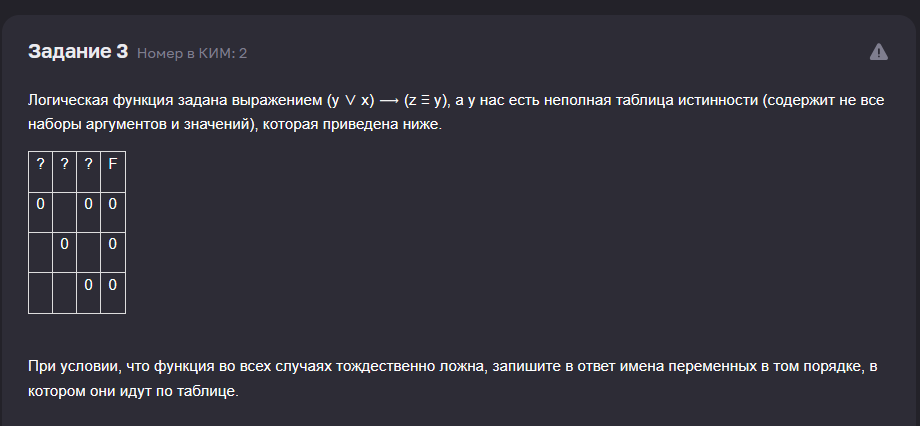 Задание 3 Номер в КИМ: 2
Логическая функция задана выражением (y ∨ x) ⟶ (z ≡ y), а у нас есть неполная таблица истинности (содержит не все
наборы аргументов и значений), которая приведена ниже.
? ? ? F
0 0 0
0 0
0 0
При условии, что функция во всех случаях тождественно ложна, запишите в ответ имена переменных в том порядке, в
котором они идут по таблице.